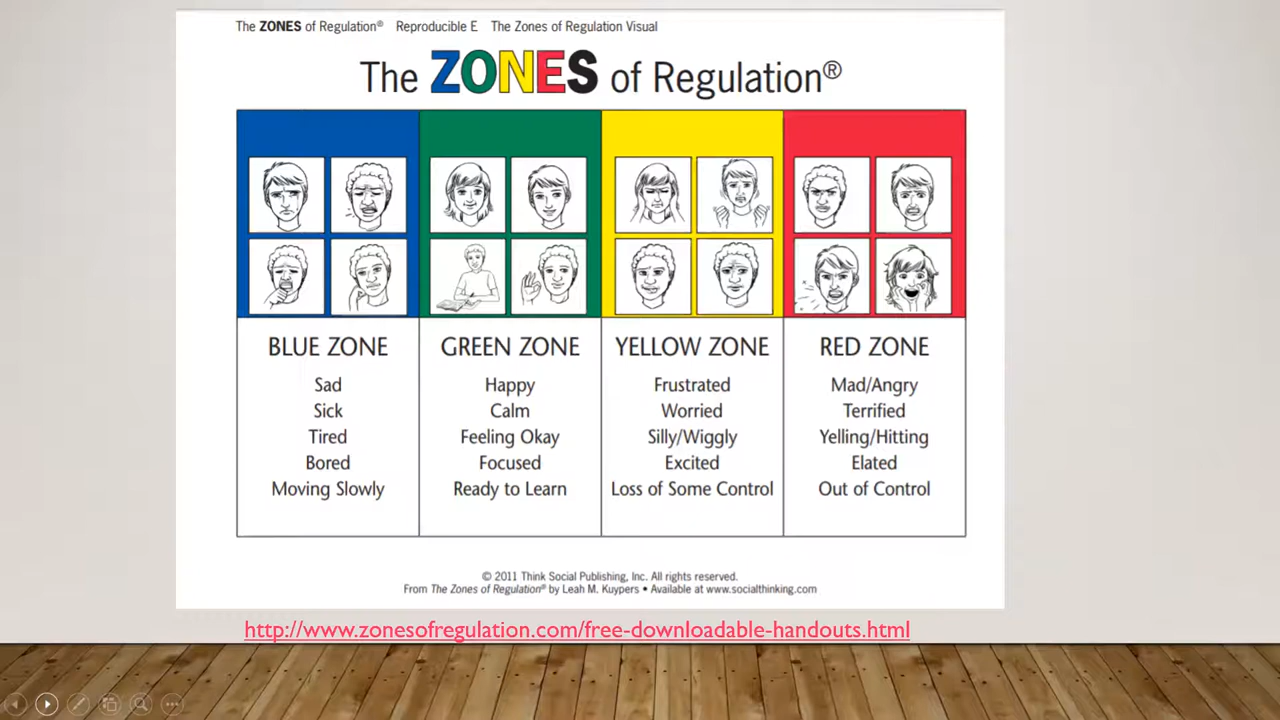 The ZONES of Regulation® Reproducible E The Zones of Regulation Visual
The ZONES of Regulation®
BLUE ZONE
Sad
Sick
Tired
Bored
Moving Slowly
GREEN ZONE
Happy
Calm
Feeling Okay
Focused
Ready to Learn
YELLOW ZONE
Frustrated
Worried
Silly/Wiggly
Excited
Loss of Some Control
RED ZONE
Mad/Angry
Terrified
Yelling/Hitting
Elated
Out of Control
© 2011 Think Social Publishing, Inc. All rights reserved.
From The Zones of Regulation® by Leah M. Kuypers • Available at www.socialthinking.com
http://www.zonesofregulation.com/free-downloadable-handouts.html